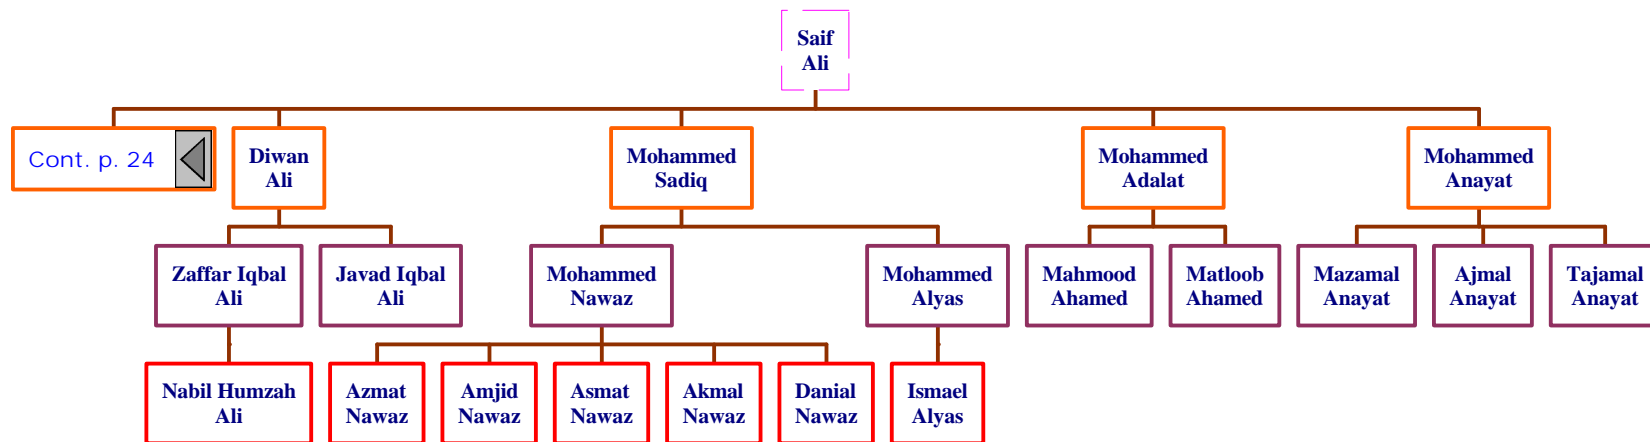 Saif
Ali
Cont. p. 24
Diwan
Ali
Mohammed
Sadiq
Mohammed
Adalat
Mohammed
Anayat
Zaffar Iqbal
Ali
Javad Iqbal
Ali
Mohammed
Nawaz
Mohammed
Alyas
Mahmood
Ahamed
Matloob
Ahamed
Mazamal
Anayat
Ajmal
Anayat
Tajamal
Anayat
Nabil Humzah
Ali
Azmat
Nawaz
Amjid
Nawaz
Asmat
Nawaz
Akmal
Nawaz
Danial
Nawaz
Ismael
Alyas